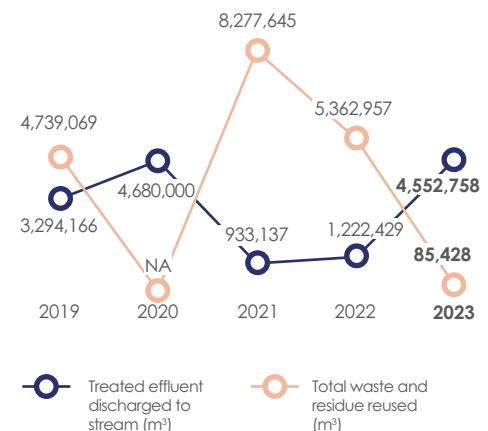 8,277,645
5,362,957
4,739,069
4,680,000
4,552,758
3,294,166
933,137
1,222,429
85,428
NA
2019 2020 2021 2022 2023
Treated effluent
discharged to
stream (m³)
Total waste and
residue reused
(m³)